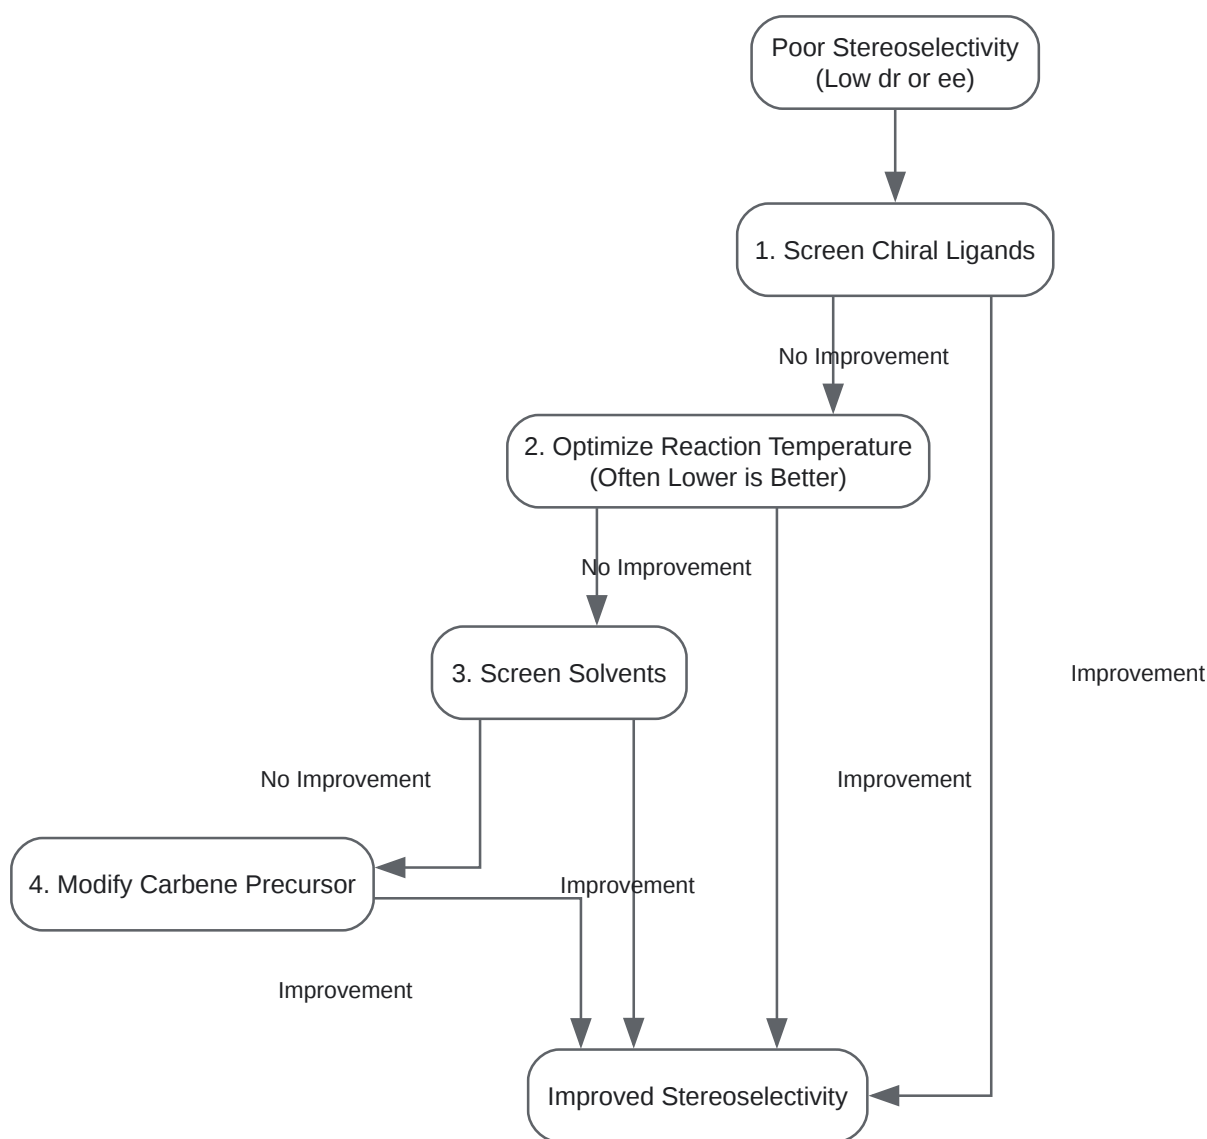 Poor Stereoselectivity
(Low dr or ee)
1. Screen Chiral Ligands
No Improvement
2. Optimize Reaction Temperature
(Often Lower is Better)
No Improvement
3. Screen Solvents
Improvement
No Improvement
Improvement
4. Modify Carbene Precursor
Improvement
Improvement
Improved Stereoselectivity